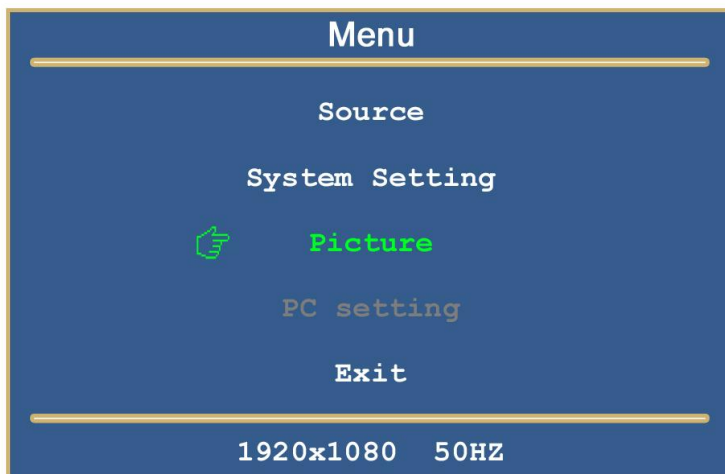 Menu
Source
System Setting
Picture
PC setting
Exit
1920x1080 50HZ